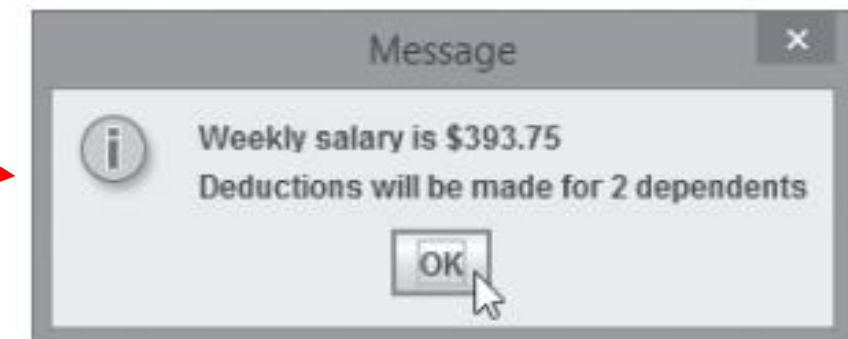 Message
Weekly salary is $393.75
Deductions will be made for 2 dependents
OK